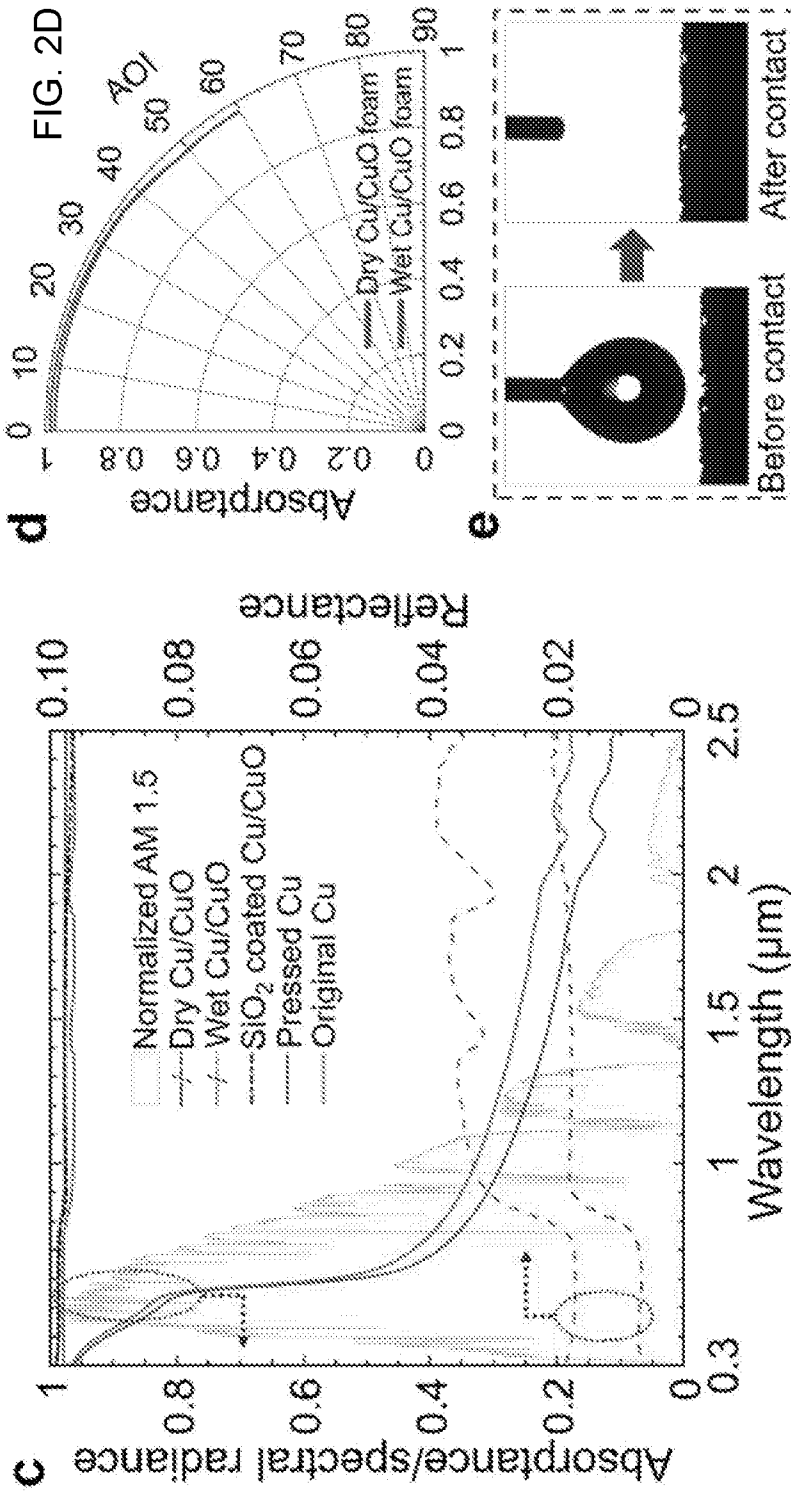 c
Absorptance/spectral radiance
1
0.8
0.6
0.4
0.2
0
0.3
1
1.5
2
2.5
Wavelength (μm)
0.10
0.08
0.06
0.04
0.02
0
Reflectance
Normalized AM 1.5
Dry Cu/CuO
Wet Cu/CuO
SiO₂ coated Cu/CuO
Pressed Cu
Original Cu
d
FIG. 2D
Absorptance
1
0.8
0.6
0.4
0.2
0
0
10
20
30
40
50
60
70
80
90
AOI
0
0.2
0.4
0.6
0.8
1
Dry Cu/CuO foam
Wet Cu/CuO foam
e
Before contact
After contact